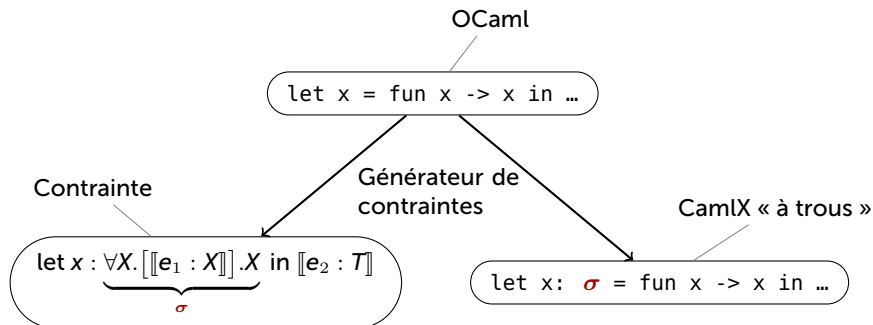 OCaml
let x = fun x -> x in …
Générateur de
contraintes
Contrainte
CamlX « à trous »
let x : ∀X.[⟦e₁ : X⟧].X in ⟦e₂ : T⟧
σ
let x: σ = fun x -> x in …